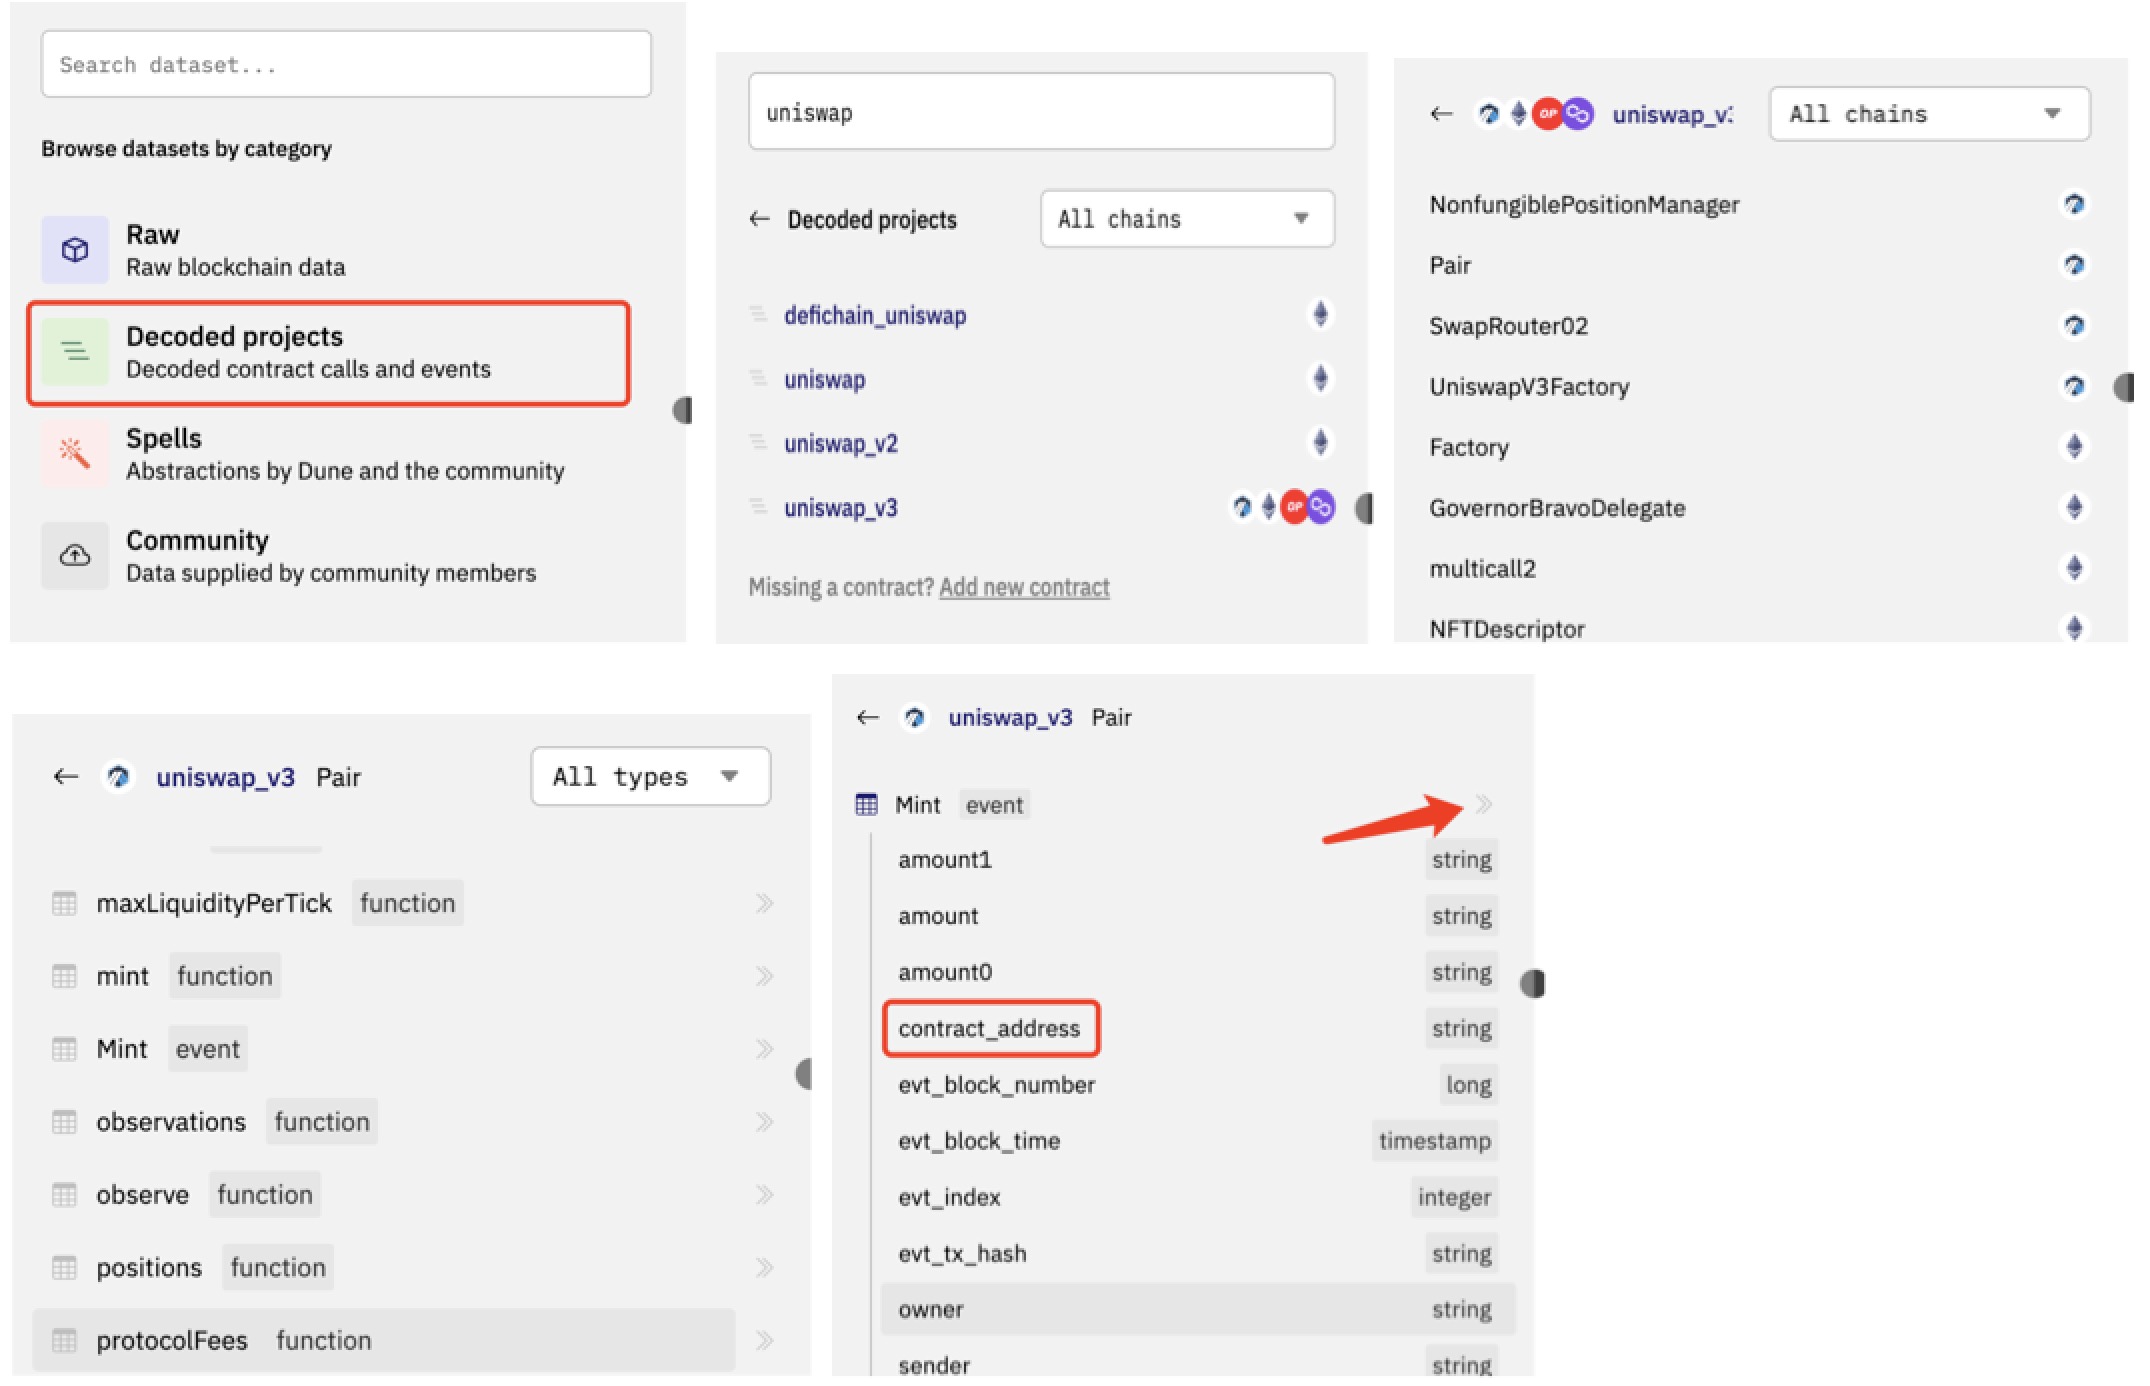 Search dataset...
Browse datasets by category
Raw
Raw blockchain data
Decoded projects
Decoded contract calls and events
Spells
Abstractions by Dune and the community
Community
Data supplied by community members
uniswap
← Decoded projects All chains
defichain_uniswap
uniswap
uniswap_v2
uniswap_v3 OP
Missing a contract? Add new contract
← OP uniswap_v All chains
NonfungiblePositionManager
Pair
SwapRouter02
UniswapV3Factory
Factory
GovernorBravoDelegate
multicall2
NFTDescriptor
← uniswap_v3 Pair All types
maxLiquidityPerTick function
mint function
Mint event
observations function
observe function
positions function
protocolFees function
← uniswap_v3 Pair
Mint event
amount1 string
amount string
amount0 string
contract_address string
evt_block_number long
evt_block_time timestamp
evt_index integer
evt_tx_hash string
owner string
sender string